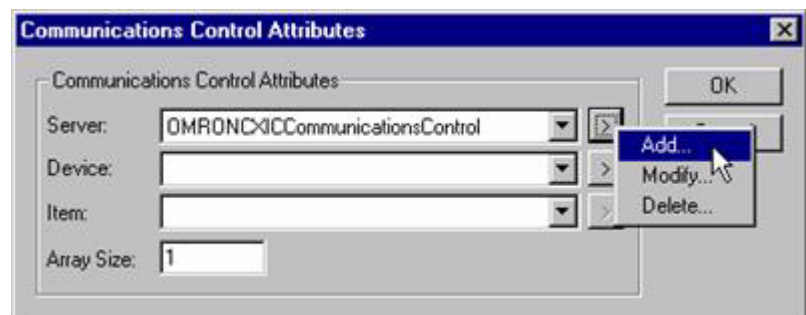 Communications Control Attributes
Communications Control Attributes
OK
Server:
OMRONCXICCommunicationsControl
>
Add...
Device:
>
Modify...
Item:
>
Delete...
Array Size:
1